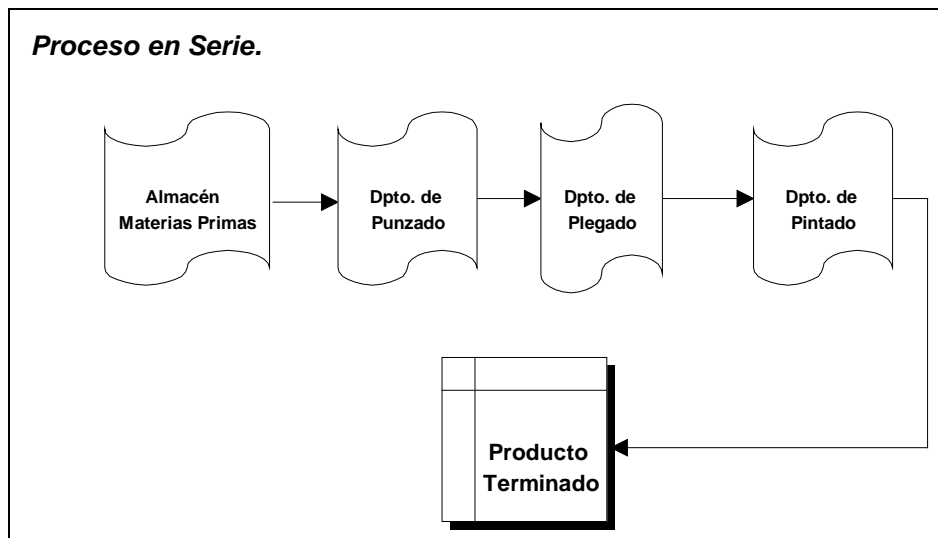 Proceso en Serie.
Almacén
Materias Primas
Dpto. de
Punzado
Dpto. de
Plegado
Dpto. de
Pintado
Producto
Terminado